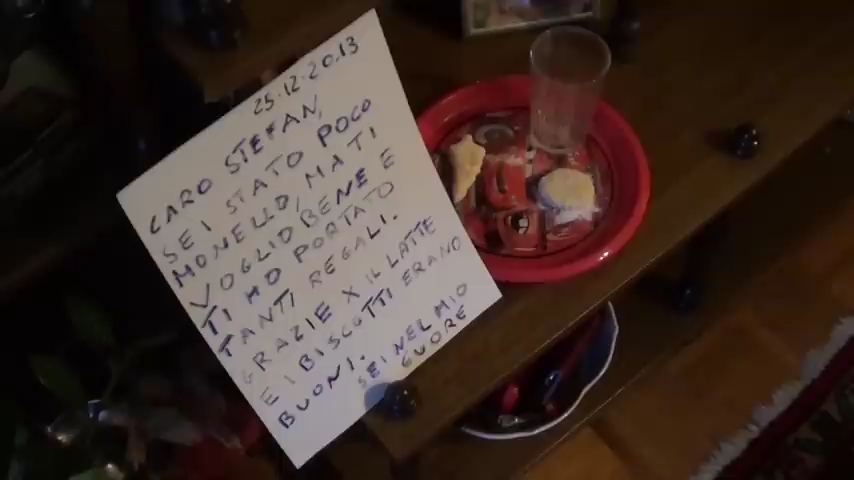 25.12.2013
CARO STEFAN,
SEI STATO POCO
MONELLO, MA TI
VOGLIO BENE E
TI HO PORTATO
TANTI REGALI.
GRAZIE X IL LATTE
E I BISCOTTI ERANO
BUONI. SEI NEL MIO
CUORE